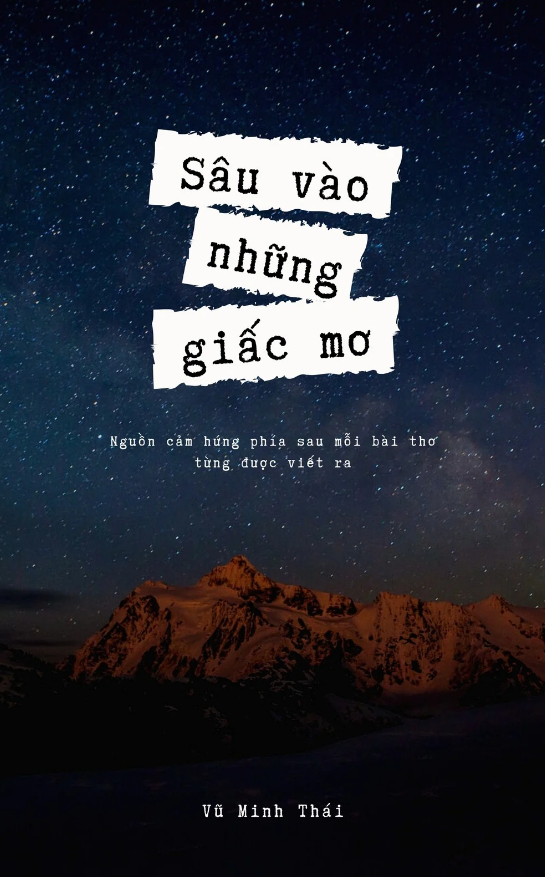 Sâu vào
những
giấc mơ
Nguồn cảm hứng phía sau mỗi bài thơ
từng được viết ra
Vũ Minh Thái